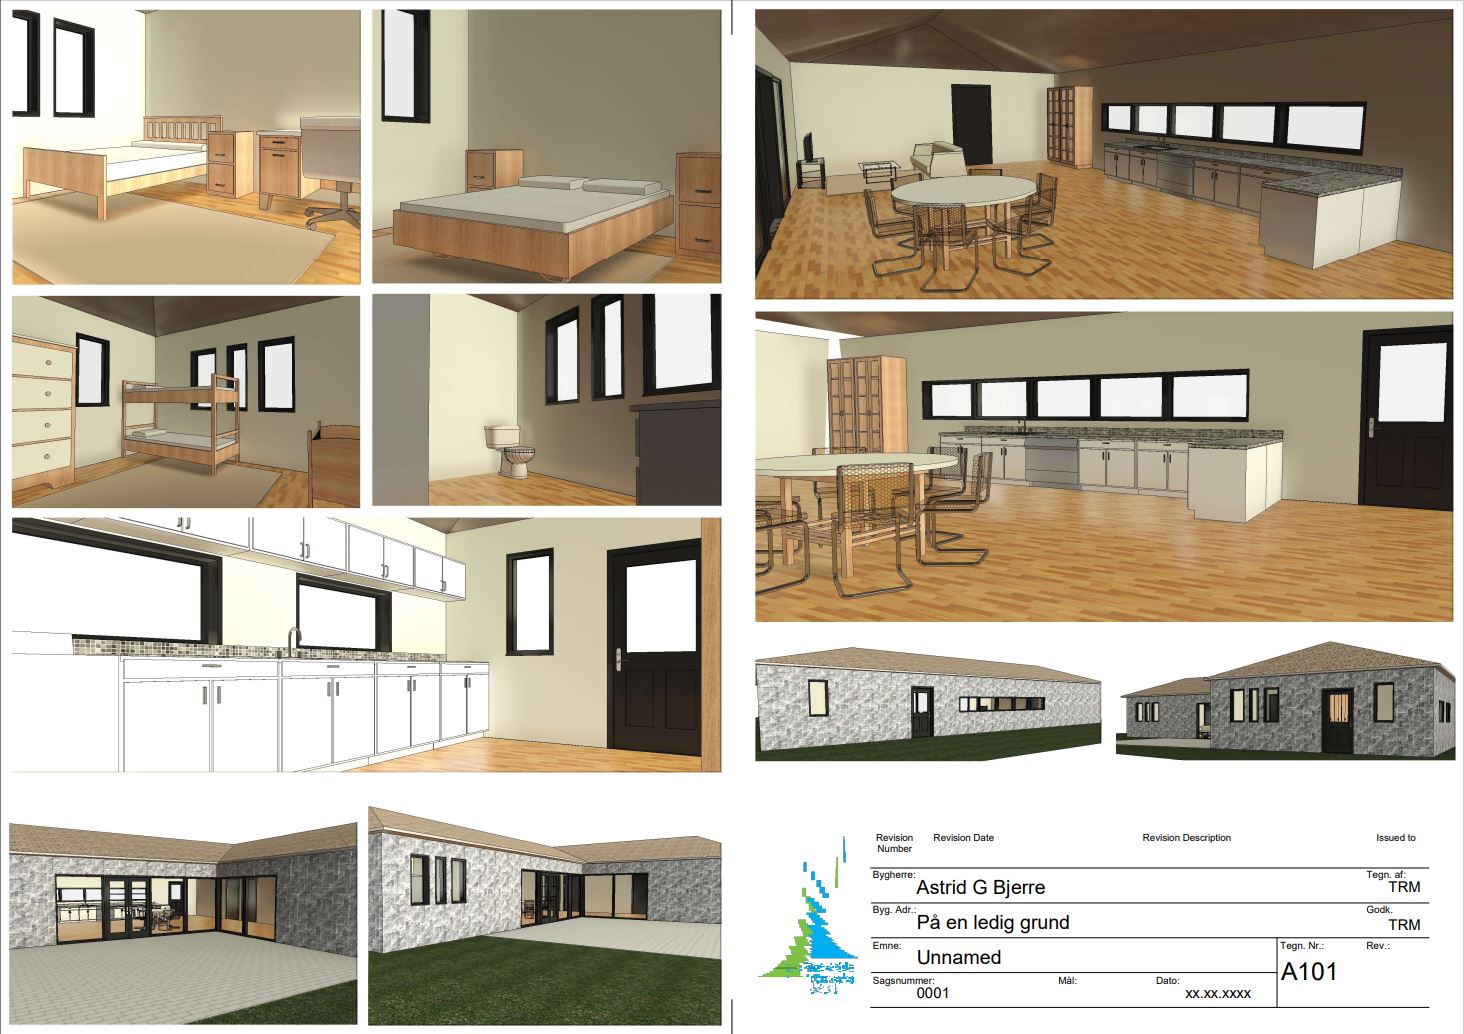 Revision Number
Revision Date
Revision Description
Issued to
Bygherre:
Astrid G Bjerre
Tegn. af:
TRM
Byg. Adr.:
På en ledig grund
Godk.
TRM
Emne:
Unnamed
Tegn. Nr.:
Rev.:
A101
Sagsnummer:
0001
Mål:
Dato:
xx.xx.xxxx